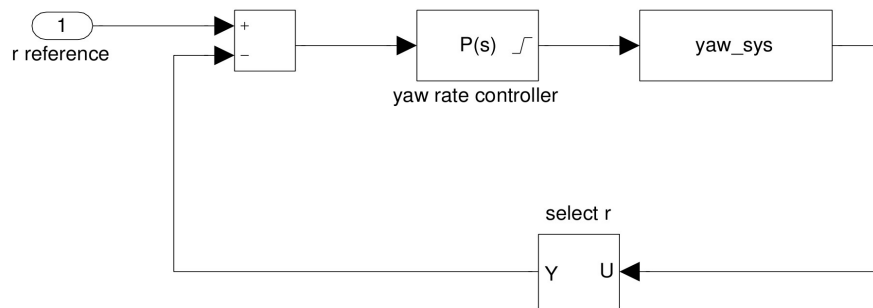 1
r reference
+
−
P(s)
yaw rate controller
yaw_sys
select r
Y
U